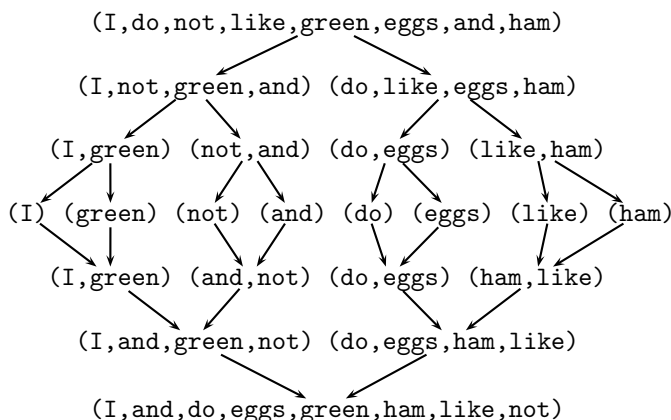 (I,do,not,like,green,eggs,and,ham)
(I,not,green,and) (do,like,eggs,ham)
(I,green) (not,and) (do,eggs) (like,ham)
(I) (green) (not) (and) (do) (eggs) (like) (ham)
(I,green) (and,not) (do,eggs) (ham,like)
(I,and,green,not) (do,eggs,ham,like)
(I,and,do,eggs,green,ham,like,not)